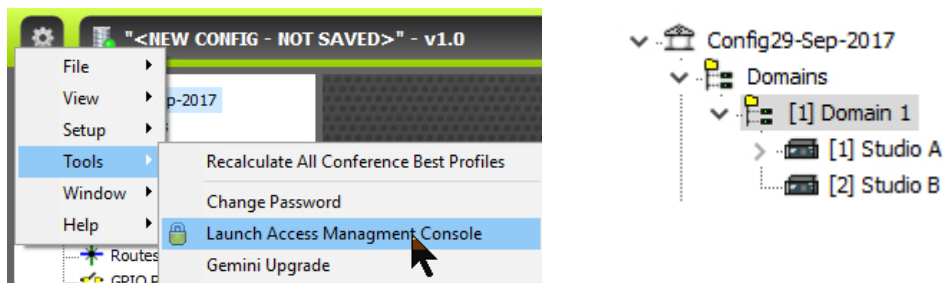 "<NEW CONFIG - NOT SAVED>" - v1.0
File
View
Setup
Tools
Window
Help
p-2017
Recalculate All Conference Best Profiles
Change Password
Launch Access Managment Console
Gemini Upgrade
Routes
GPIO P
Config29-Sep-2017
Domains
[1] Domain 1
[1] Studio A
[2] Studio B